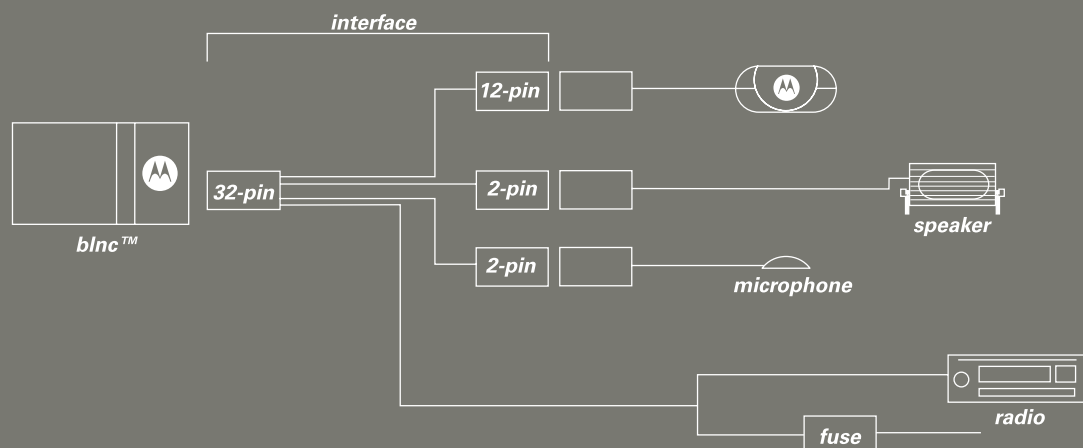 interface
12-pin
32-pin
2-pin
speaker
blnc™
2-pin
microphone
radio
fuse